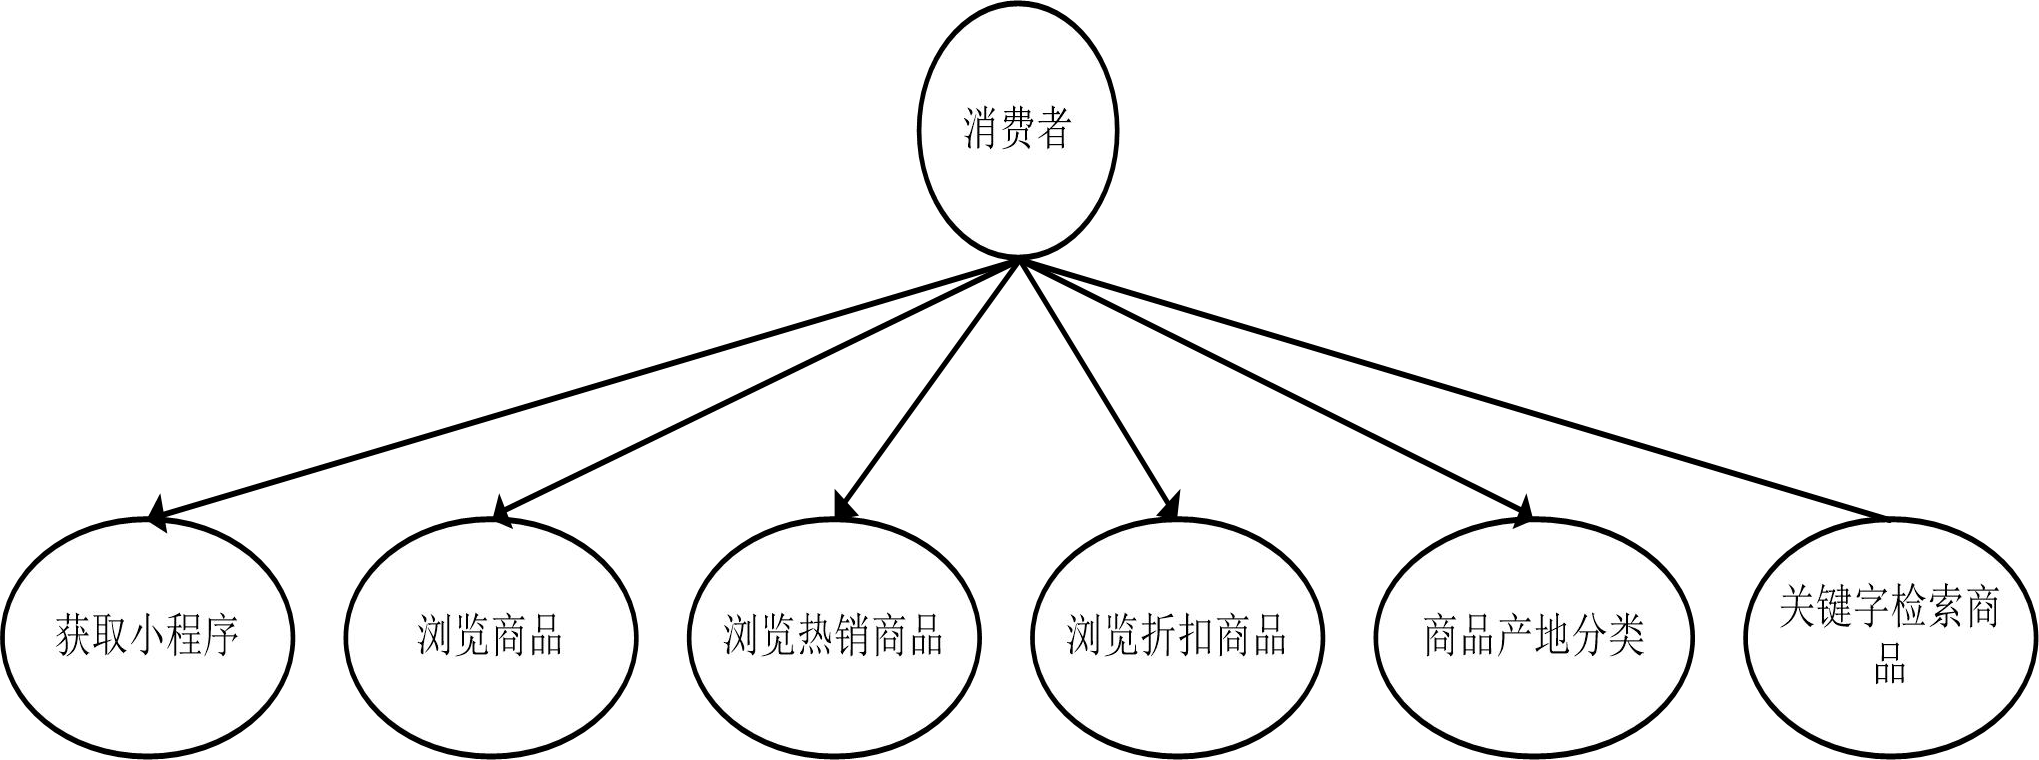 消费者
获取小程序
浏览商品
浏览热销商品
浏览折扣商品
商品产地分类
关键字检索商
品